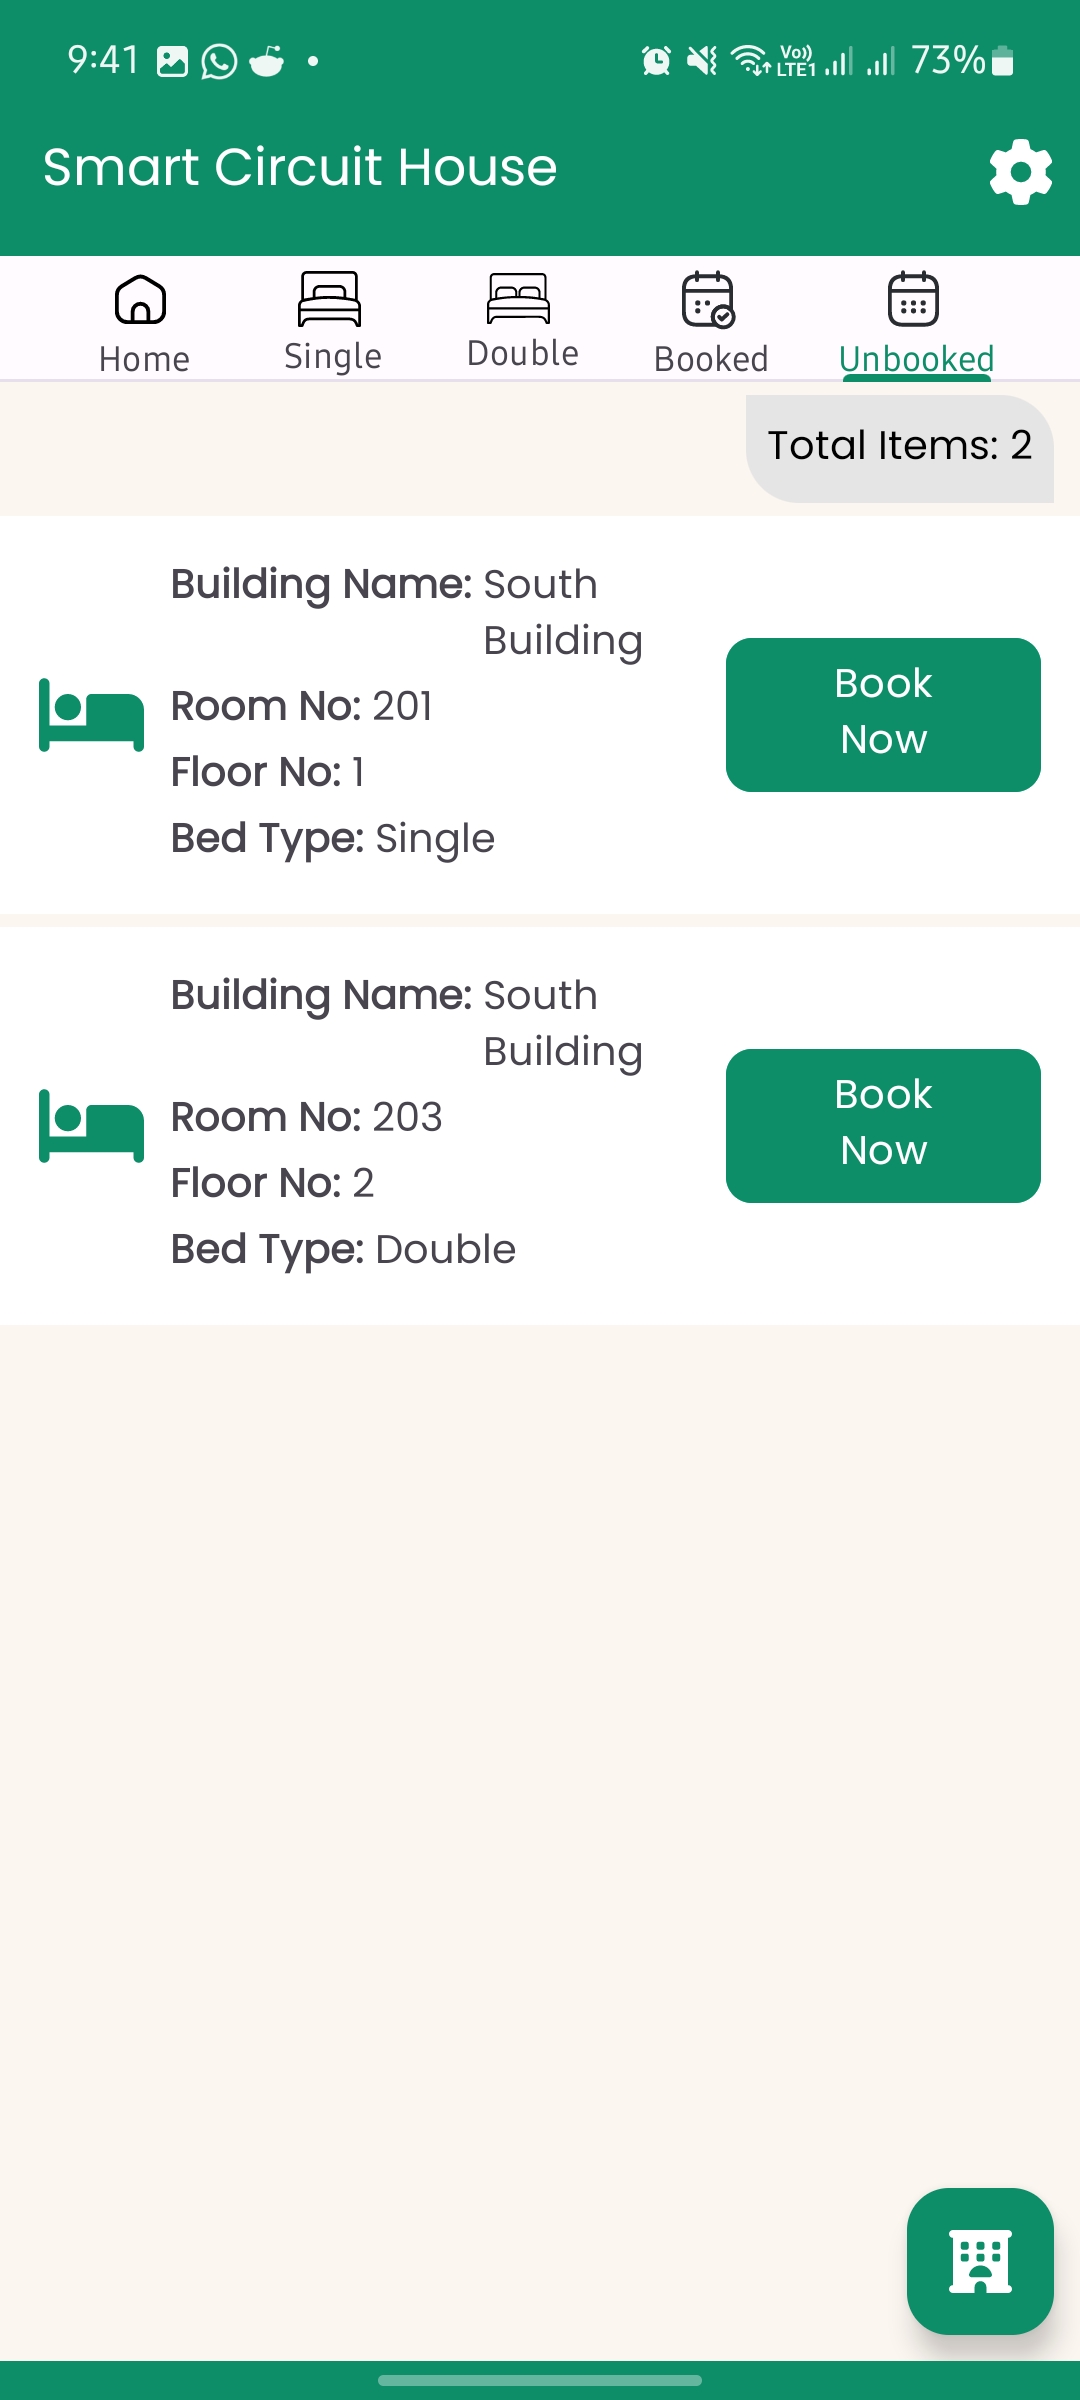 9:41
Vo)) LTE1 73%
Smart Circuit House
Home Single Double Booked Unbooked
Total Items: 2
Building Name: South
Building
Room No: 201
Floor No: 1
Bed Type: Single
Book
Now
Building Name: South
Building
Room No: 203
Floor No: 2
Bed Type: Double
Book
Now